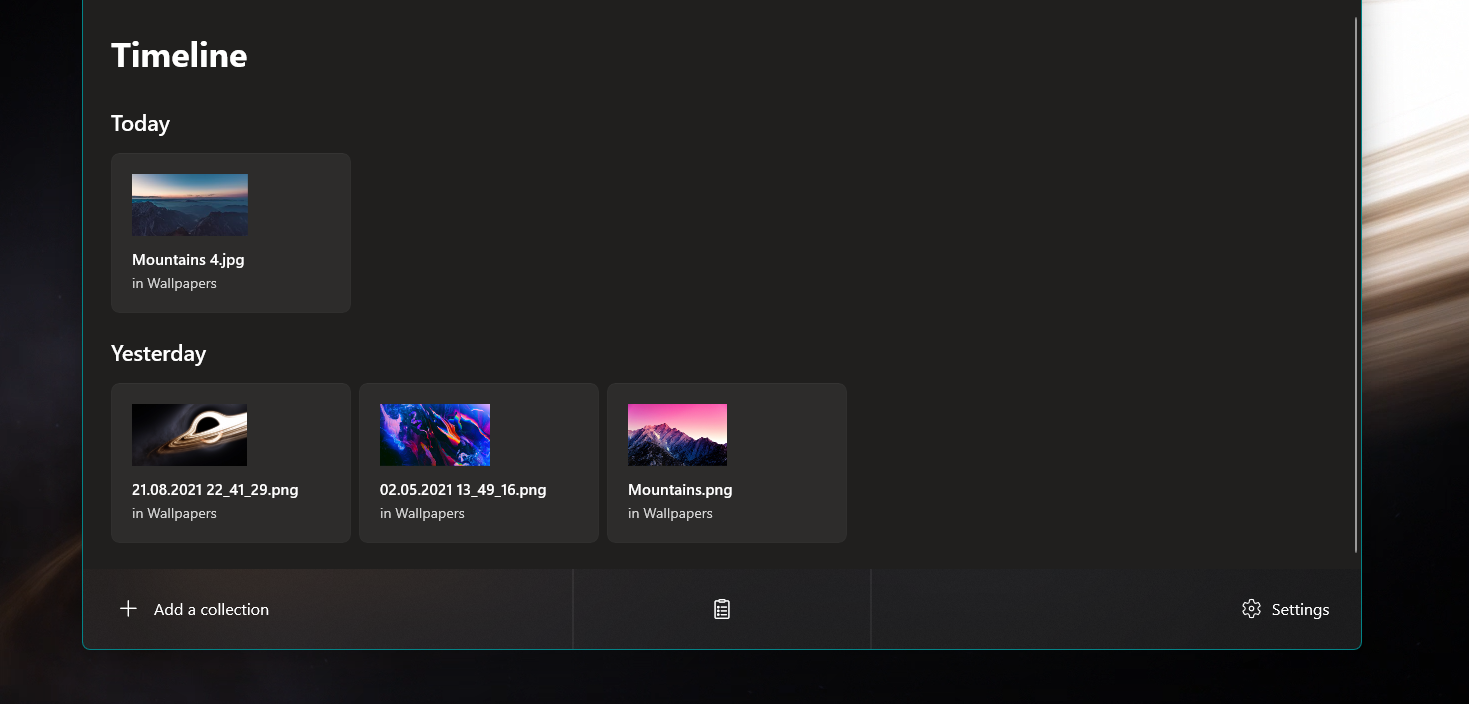 Timeline
Today
Mountains 4.jpg
in Wallpapers
Yesterday
21.08.2021 22_41_29.png
in Wallpapers
02.05.2021 13_49_16.png
in Wallpapers
Mountains.png
in Wallpapers
Add a collection
Settings